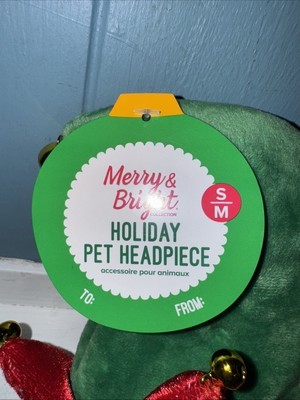 Merry &
Bright
COLLECTION
S/M
HOLIDAY
PET HEADPIECE
accessoire pour animaux
TO:
FROM: